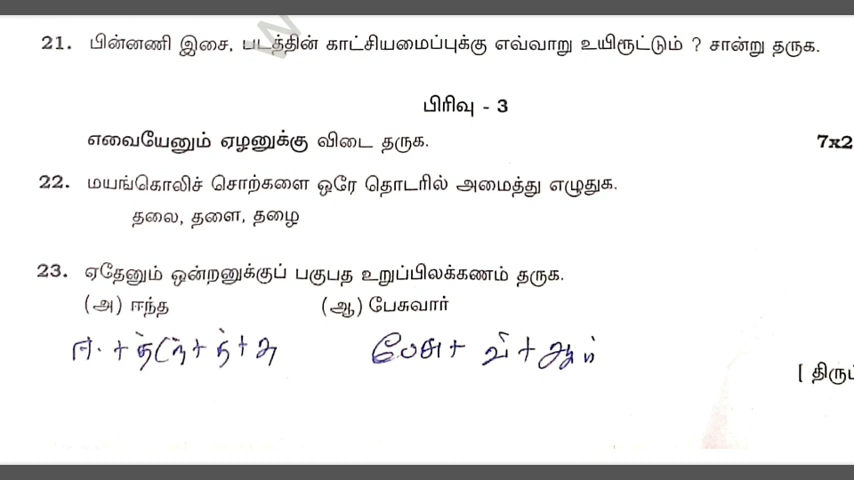 21. பின்னணி இசை, படத்தின் காட்சியமைப்புக்கு எவ்வாறு உயிரூட்டும் ? சான்று தருக.
பிரிவு - 3
எவையேனும் ஏழனுக்கு விடை தருக. 7x2
22. மயங்கொலிச் சொற்களை ஒரே தொடரில் அமைத்து எழுதுக.
தலை, தளை, தழை
23. ஏதேனும் ஒன்றனுக்குப் பகுபத உறுப்பிலக்கணம் தருக.
(அ) ஈந்த (ஆ) பேசுவார்
ஈ + த்(ந்) + த் + அ பேசு + வ் + ஆர்
[ திருப்